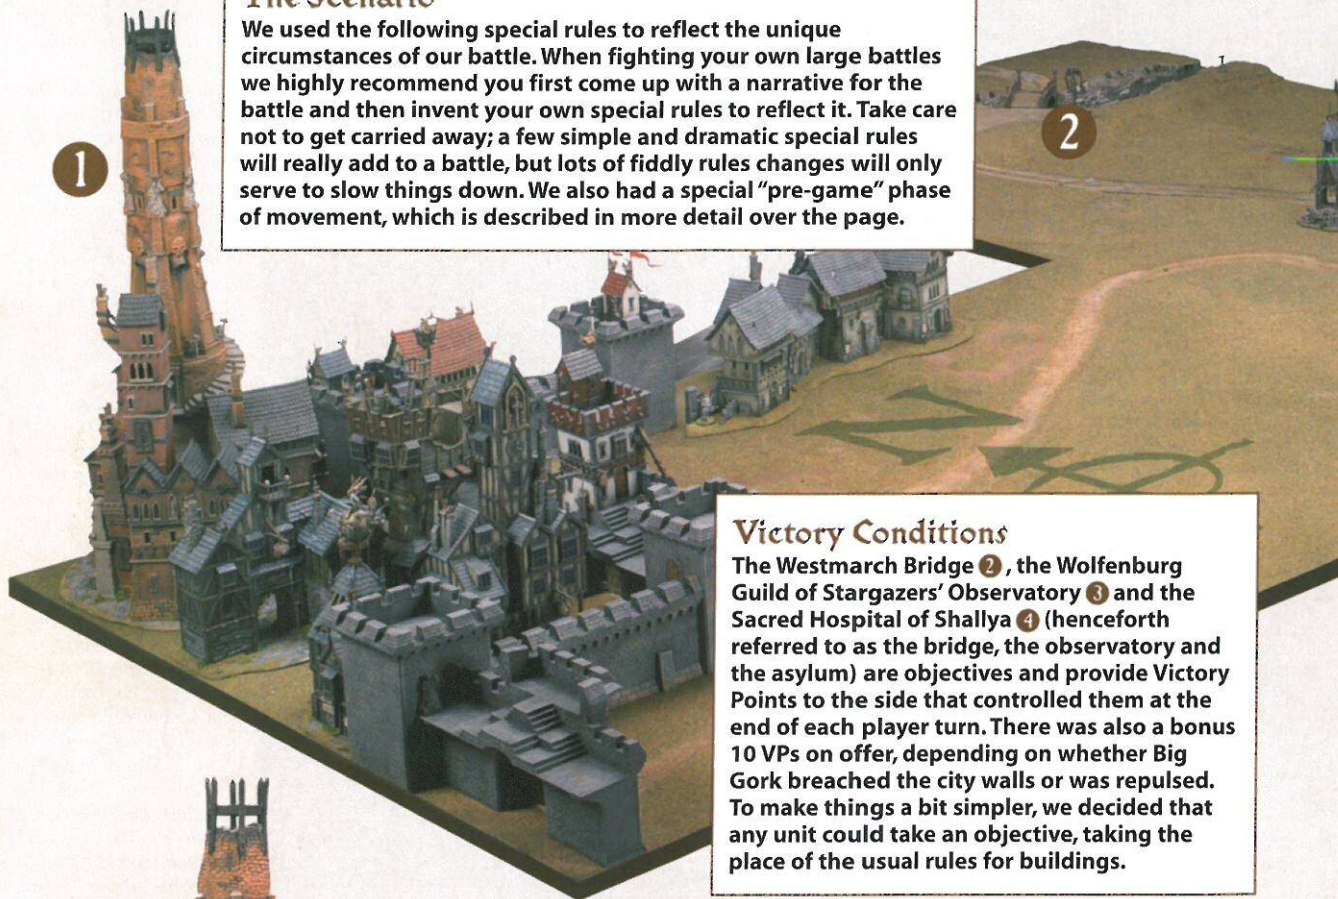 The Scenario
We used the following special rules to reflect the unique
circumstances of our battle. When fighting your own large battles
we highly recommend you first come up with a narrative for the
battle and then invent your own special rules to reflect it. Take care
not to get carried away; a few simple and dramatic special rules
will really add to a battle, but lots of fiddly rules changes will only
serve to slow things down. We also had a special “pre-game” phase
of movement, which is described in more detail over the page.
1
2
N
Victory Conditions
The Westmarch Bridge 2, the Wolfenburg
Guild of Stargazers’ Observatory 3 and the
Sacred Hospital of Shallya 4 (henceforth
referred to as the bridge, the observatory and
the asylum) are objectives and provide Victory
Points to the side that controlled them at the
end of each player turn. There was also a bonus
10 VPs on offer, depending on whether Big
Gork breached the city walls or was repulsed.
To make things a bit simpler, we decided that
any unit could take an objective, taking the
place of the usual rules for buildings.